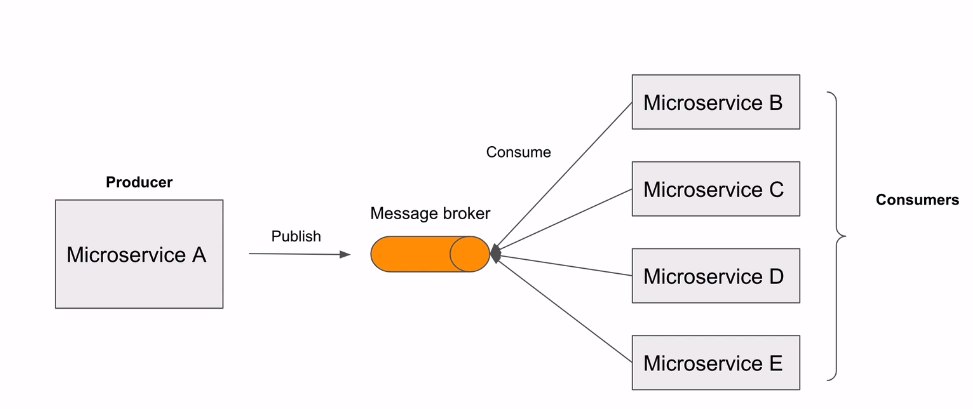 Producer
Microservice A
Publish
Message broker
Consume
Microservice B
Microservice C
Microservice D
Microservice E
Consumers